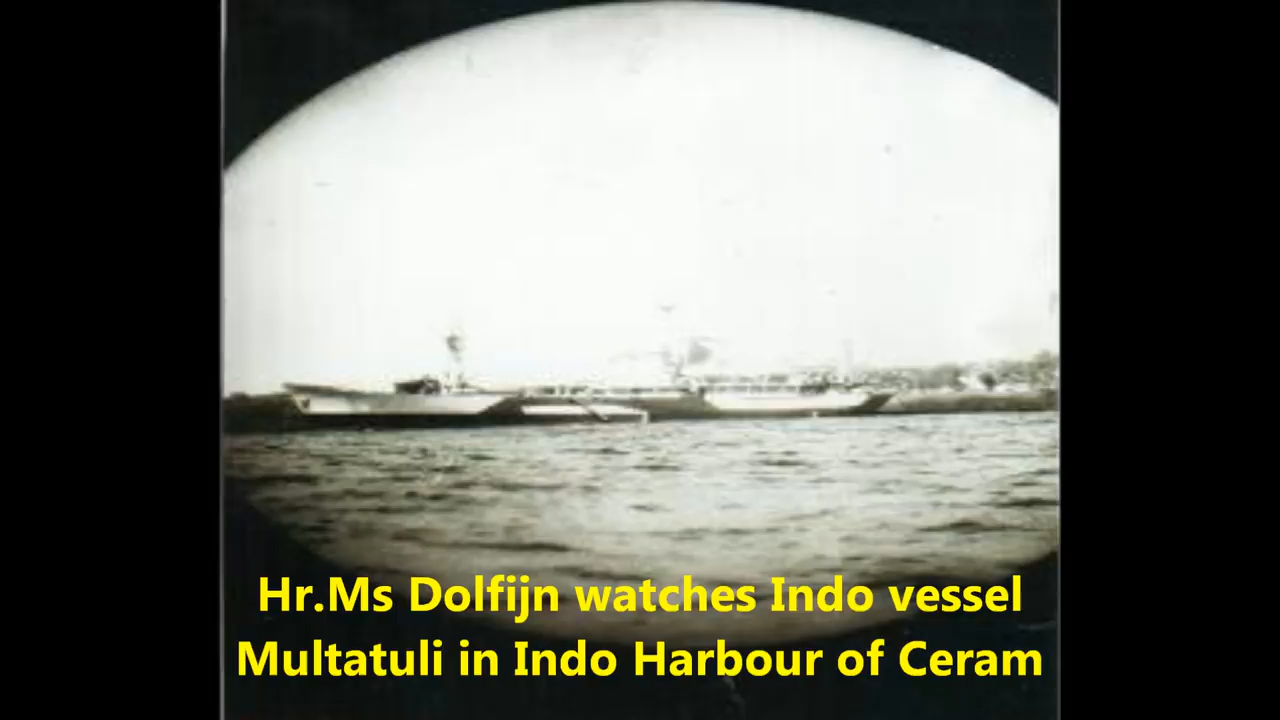 Hr.Ms Dolfijn watches Indo vessel
Multatuli in Indo Harbour of Ceram